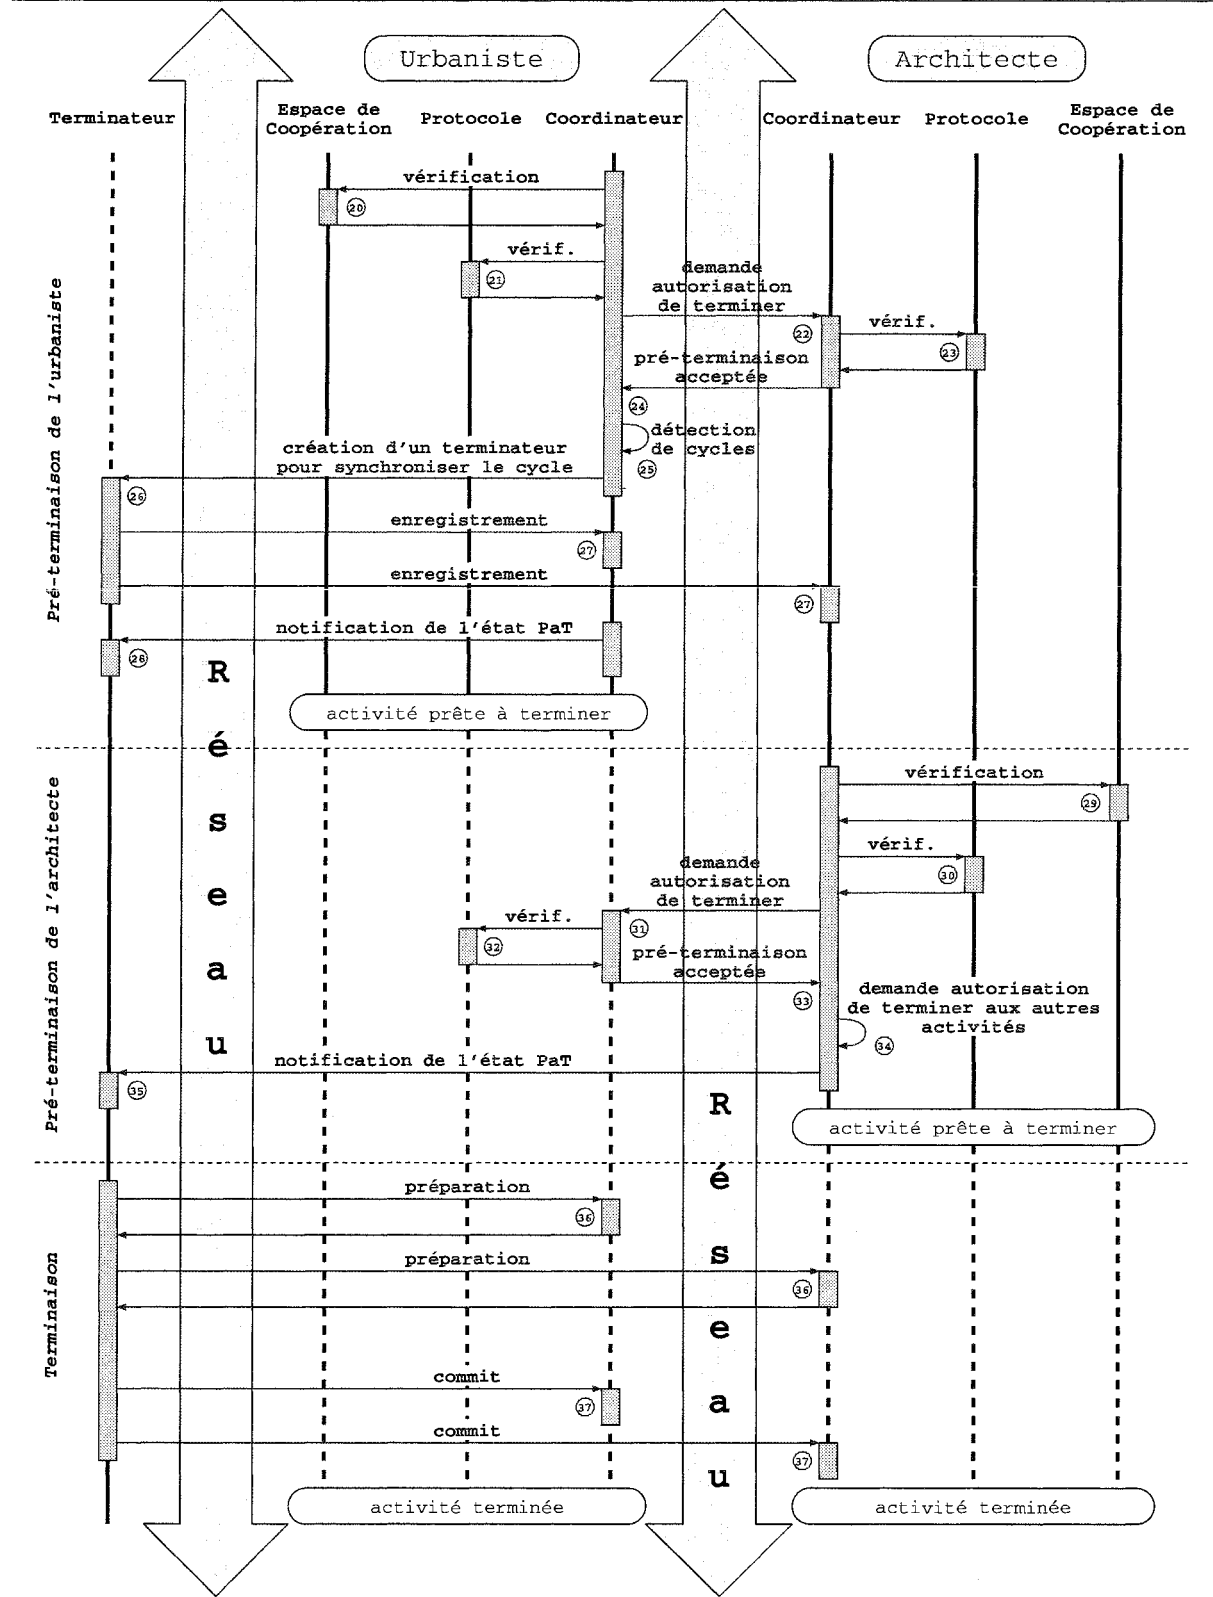 Urbaniste
Architecte
Terminateur
Espace de
Coopération
Protocole
Coordinateur
Coordinateur
Protocole
Espace de
Coopération
Pré-terminaison de l'urbaniste
vérification
20
vérif.
21
demande
autorisation
de terminer
22
vérif.
23
pré-terminaison
acceptée
24
détection
de cycles
25
création d'un terminateur
pour synchroniser le cycle
26
enregistrement
27
enregistrement
27
notification de l'état PaT
28
activité prête à terminer
Réseau
Pré-terminaison de l'architecte
vérification
29
vérif.
30
demande
autorisation
de terminer
31
vérif.
32
pré-terminaison
acceptée
33
demande autorisation
de terminer aux autres
activités
34
notification de l'état PaT
35
activité prête à terminer
Réseau
Terminaison
préparation
36
préparation
36
commit
37
commit
37
activité terminée
activité terminée